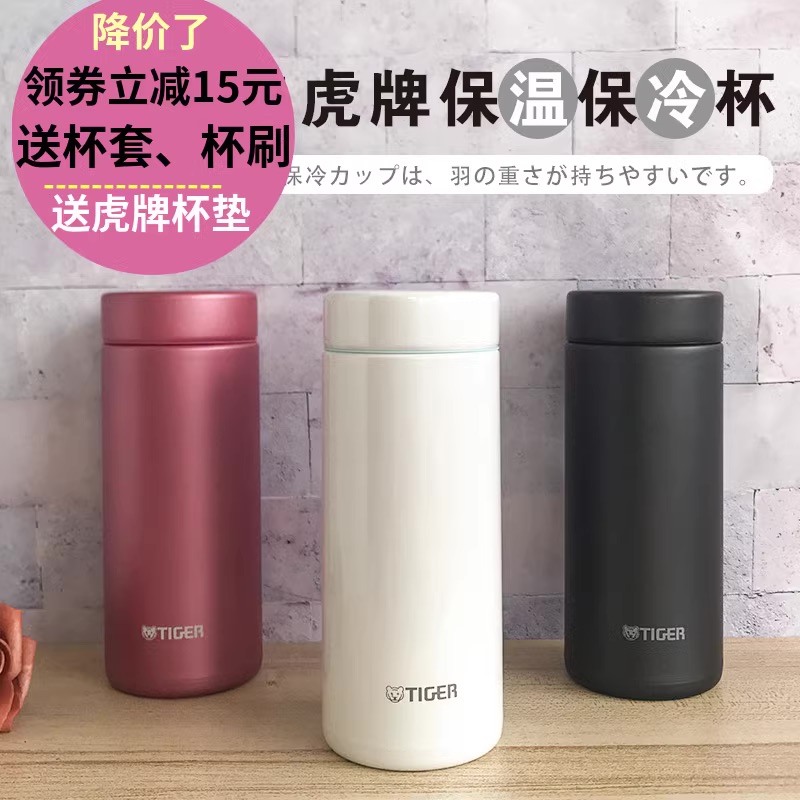 降价了
领券立减15元
送杯套、杯刷
送虎牌杯垫
虎牌保温保冷杯
保冷カップは、羽の重さが持ちやすいです。
TIGER
TIGER
TIGER